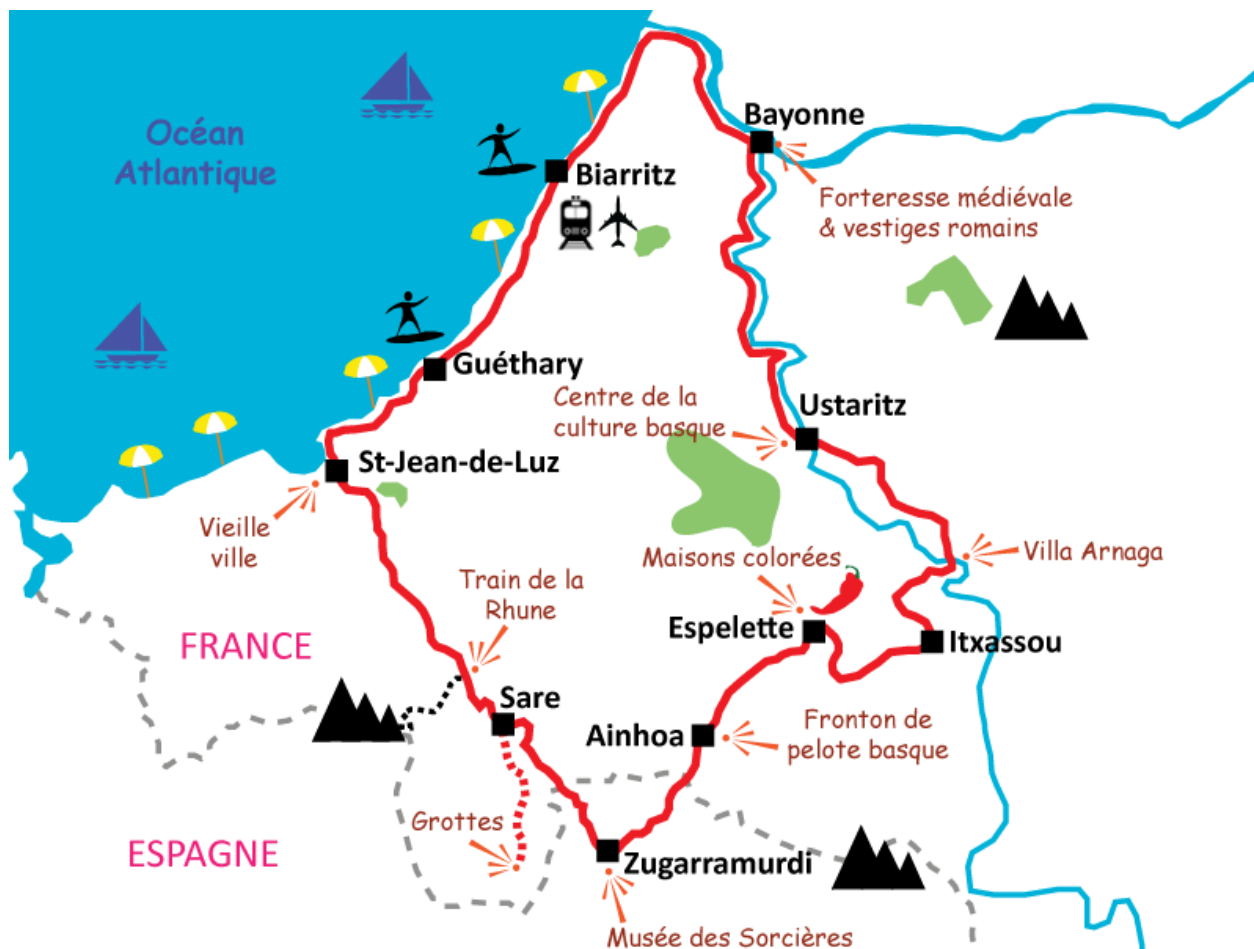 Océan
Atlantique
Bayonne
Biarritz
Forteresse médiévale
& vestiges romains
Guéthary
Centre de la
culture basque
Ustaritz
St-Jean-de-Luz
Vieille
ville
Maisons colorées
Villa Arnaga
Train de la
Rhune
Espelette
Itxassou
FRANCE
Sare
Ainhoa
Fronton de
pelote basque
Grottes
ESPAGNE
Zugarramurdi
Musée des Sorcières